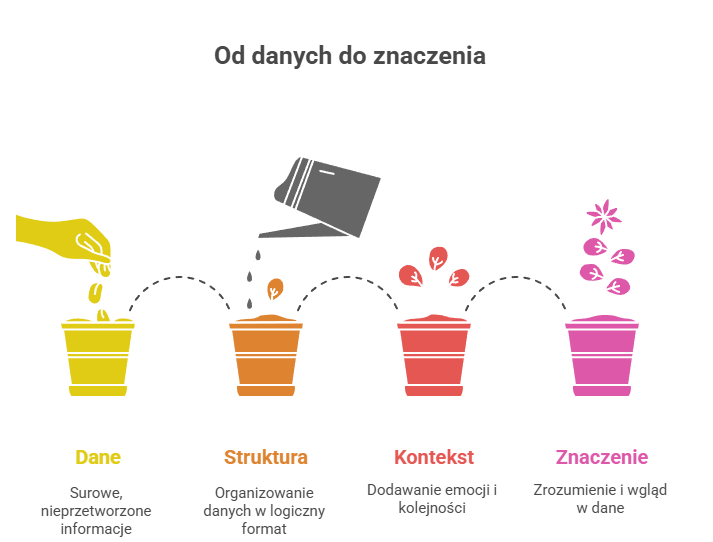 Od danych do znaczenia
Dane
Surowe,
nieprzetworzone
informacje
Struktura
Organizowanie
danych w logiczny
format
Kontekst
Dodawanie emocji i
kolejności
Znaczenie
Zrozumienie i wgląd
w dane